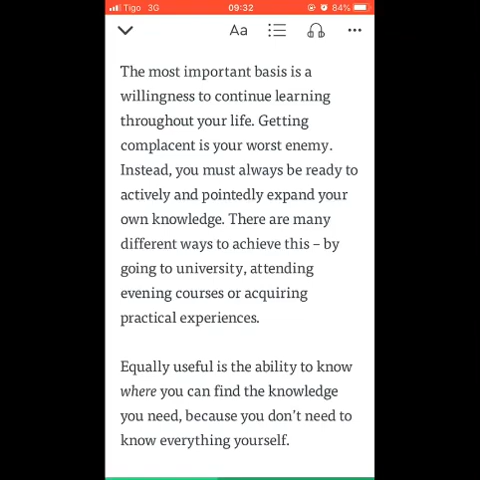 Tigo 3G 09:32 84%
Aa
The most important basis is a
willingness to continue learning
throughout your life. Getting
complacent is your worst enemy.
Instead, you must always be ready to
actively and pointedly expand your
own knowledge. There are many
different ways to achieve this – by
going to university, attending
evening courses or acquiring
practical experiences.
Equally useful is the ability to know
where you can find the knowledge
you need, because you don't need to
know everything yourself.